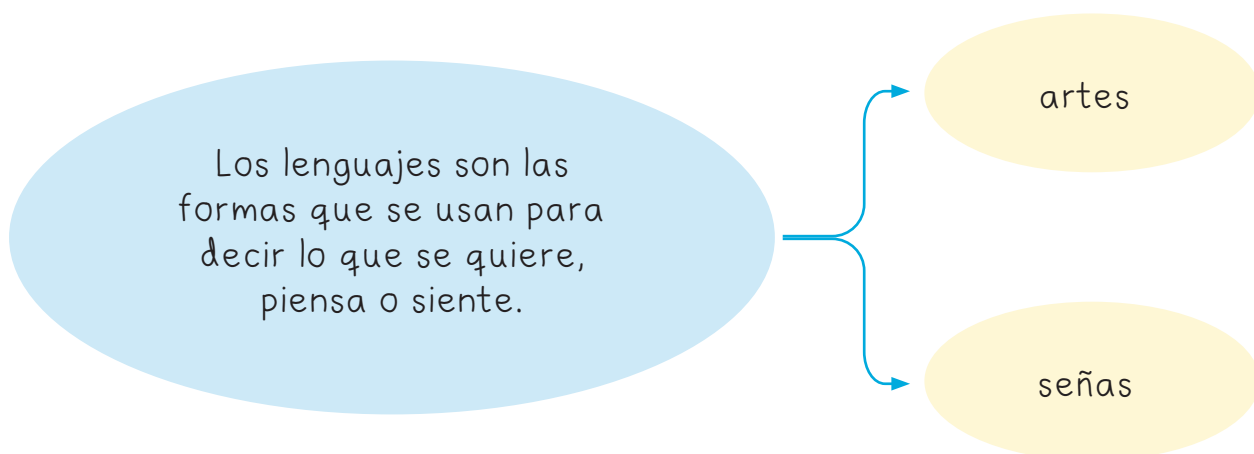 Los lenguajes son las
formas que se usan para
decir lo que se quiere,
piensa o siente.
artes
señas